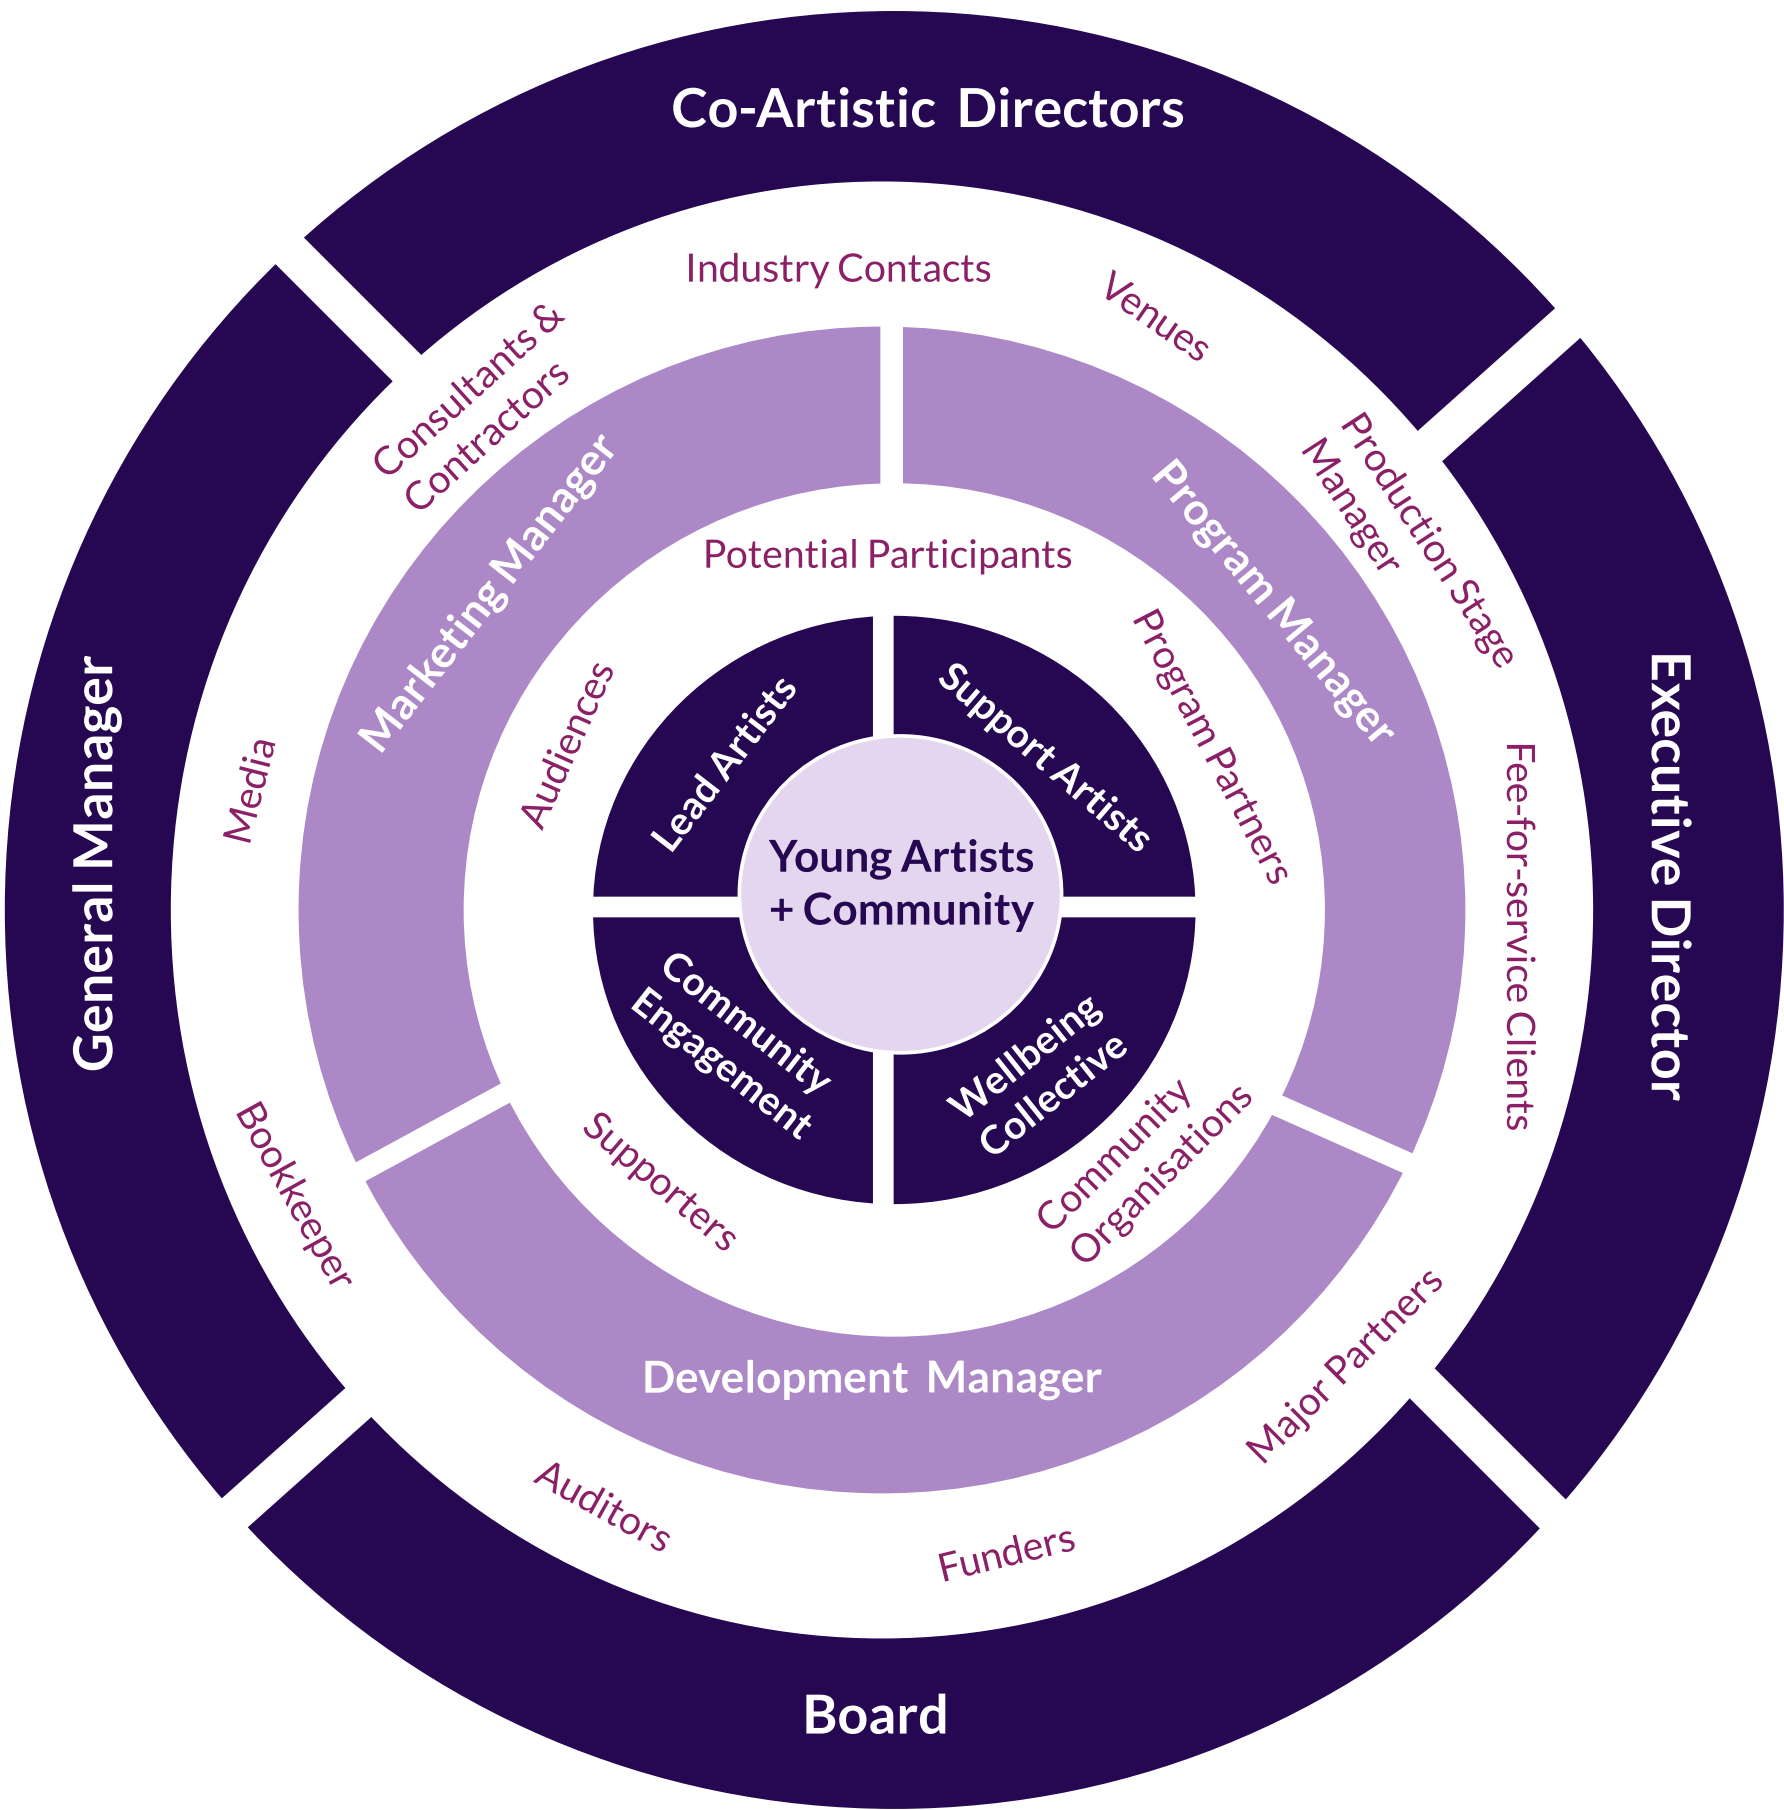 Co-Artistic Directors
Industry Contacts
Venues
Consultants &
Contractors
Production Stage
Manager
Marketing Manager
Program Manager
Potential Participants
Program Partners
Audiences
Lead Artists
Support Artists
General Manager
Executive Director
Media
Fee-for-service Clients
Young Artists
+ Community
Community
Engagement
Wellbeing
Collective
Bookkeeper
Supporters
Community
Organisations
Major Partners
Development Manager
Auditors
Funders
Board